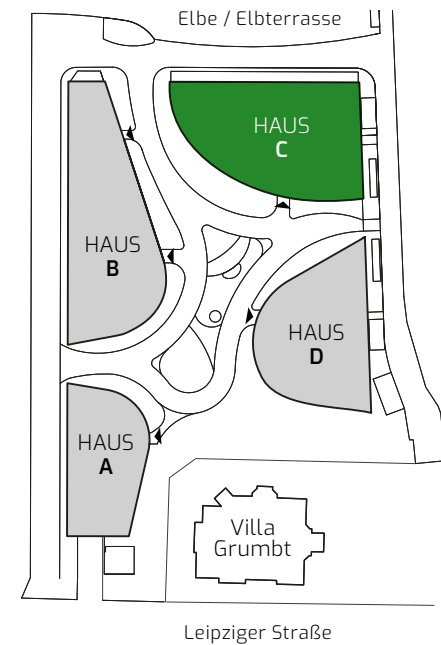 Elbe / Elbterrasse
HAUS
C
HAUS
B
HAUS
D
HAUS
A
Villa
Grumbt
Leipziger Straße